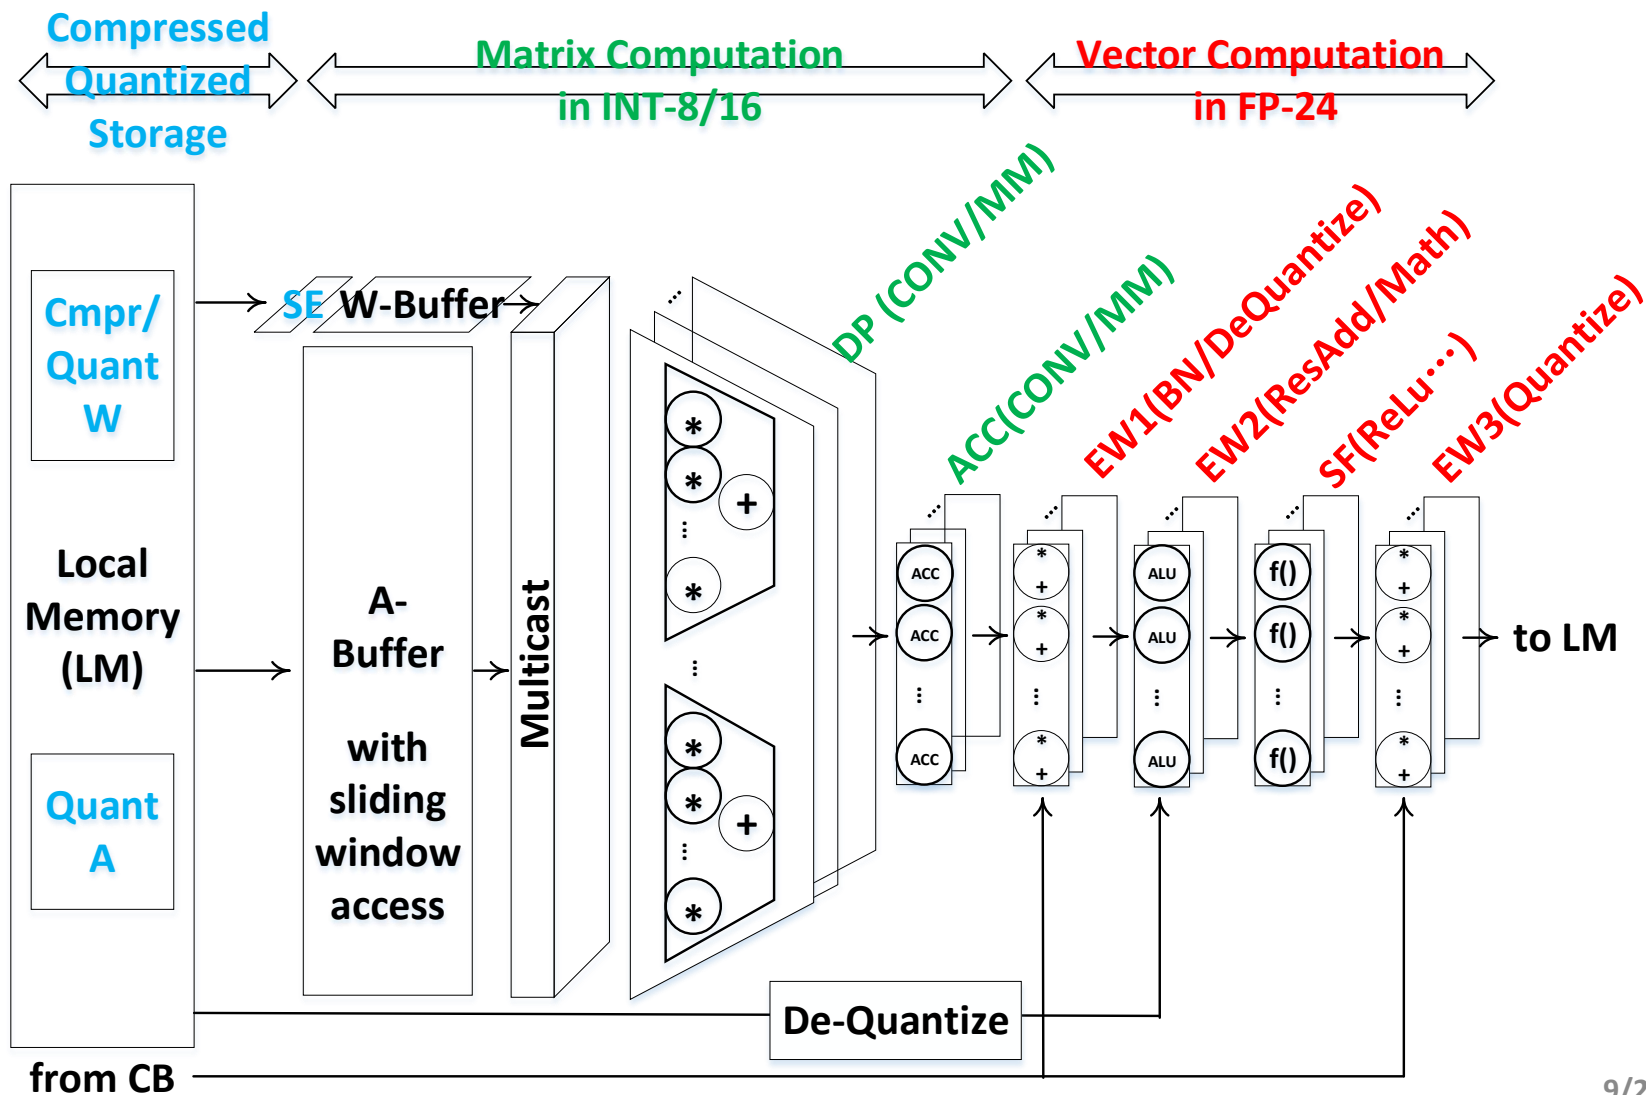 Compressed
Quantized
Storage
Matrix Computation
in INT-8/16
Vector Computation
in FP-24
Cmpr/
Quant
W
Local
Memory
(LM)
Quant
A
from CB
SE
W-Buffer
A-
Buffer
with
sliding
window
access
Multicast
DP (CONV/MM)
* * ... * +
...
* * ... * +
ACC(CONV/MM)
ACC
ACC
...
ACC
EW1(BN/DeQuantize)
* +
* +
...
* +
EW2(ResAdd/Math)
ALU
ALU
...
ALU
SF(ReLu⋯)
f()
f()
...
f()
EW3(Quantize)
* +
* +
...
* +
to LM
De-Quantize